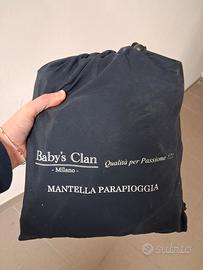 Baby's Clan
- Milano -
Qualità per Passione
MANTELLA PARAPIOGGIA
subito